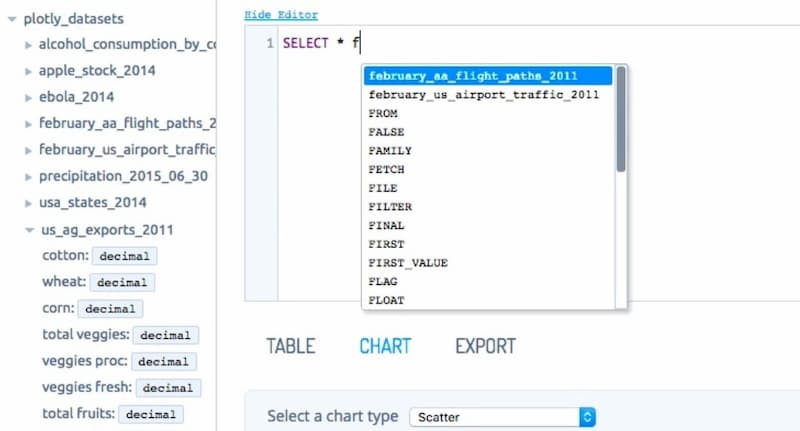 plotly_datasets
alcohol_consumption_by_co
apple_stock_2014
ebola_2014
february_aa_flight_paths_2
february_us_airport_traffic_
precipitation_2015_06_30
usa_states_2014
us_ag_exports_2011
cotton: decimal
wheat: decimal
corn: decimal
total veggies: decimal
veggies proc: decimal
veggies fresh: decimal
total fruits: decimal
Hide Editor
1 SELECT * f
february_aa_flight_paths_2011
february_us_airport_traffic_2011
FROM
FALSE
FAMILY
FETCH
FILE
FILTER
FINAL
FIRST
FIRST_VALUE
FLAG
FLOAT
TABLE CHART EXPORT
Select a chart type Scatter